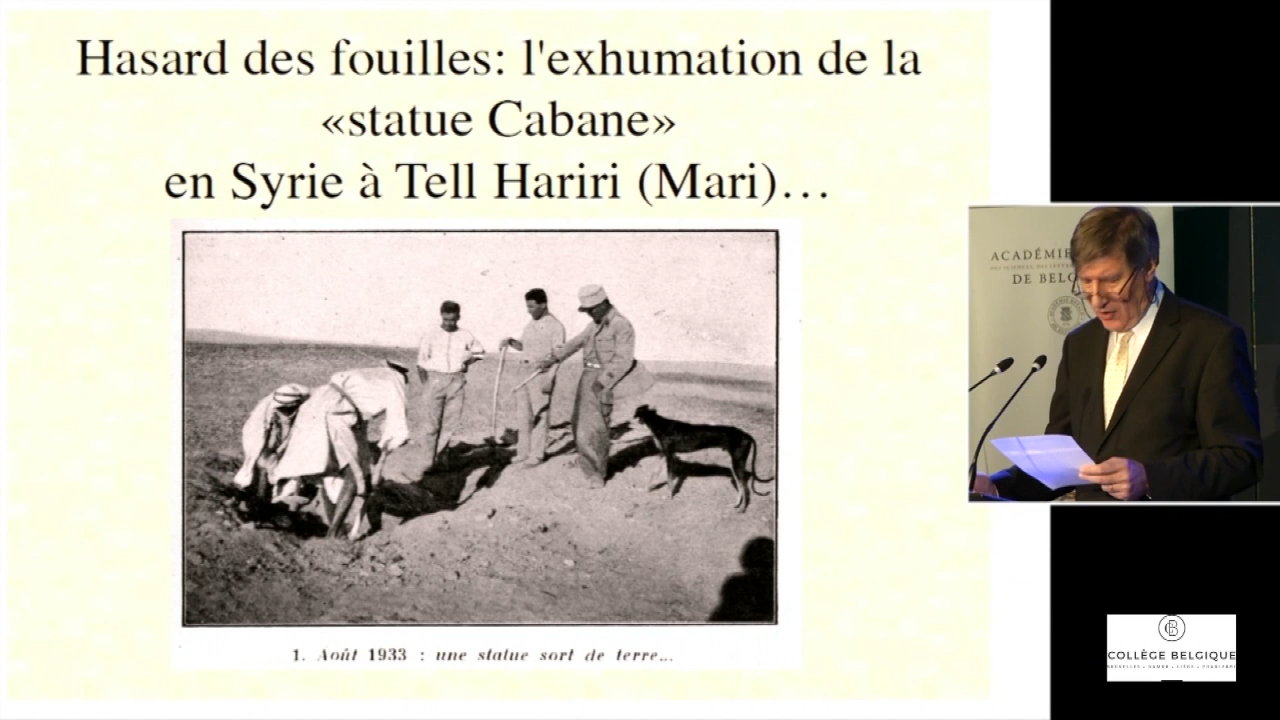 Hasard des fouilles: l'exhumation de la
«statue Cabane»
en Syrie à Tell Hariri (Mari)…
1. Août 1933 : une statue sort de terre...
ACADÉMIE
DE BELG
COLLÈGE BELGIQUE